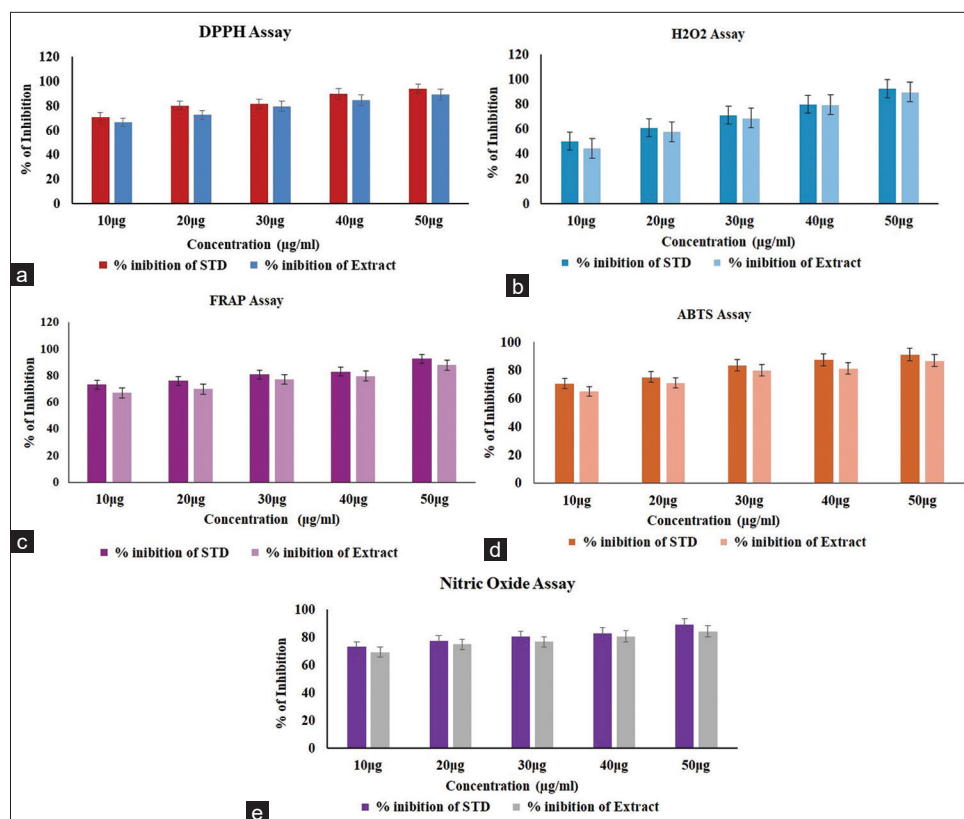 DPPH Assay
120
100
80
60
40
20
0
% of Inhibition
10µg 20µg 30µg 40µg 50µg
Concentration (µg/ml)
% inibition of STD % inibition of Extract
a
H2O2 Assay
120
100
80
60
40
20
0
% of Inhibition
10µg 20µg 30µg 40µg 50µg
Concentration (µg/ml)
% inibition of STD % inibition of Extract
b
FRAP Assay
120
100
80
60
40
20
0
% of Inhibition
10µg 20µg 30µg 40µg 50µg
Concentration (µg/ml)
% inibition of STD % inibition of Extract
c
ABTS Assay
100
80
60
40
20
0
% of Inhibition
10µg 20µg 30µg 40µg 50µg
Concentration (µg/ml)
% inibition of STD % inibition of Extract
d
Nitric Oxide Assay
100
80
60
40
20
0
% of Inhibition
10µg 20µg 30µg 40µg 50µg
Concentration (µg/ml)
% inibition of STD % inibition of Extract
e